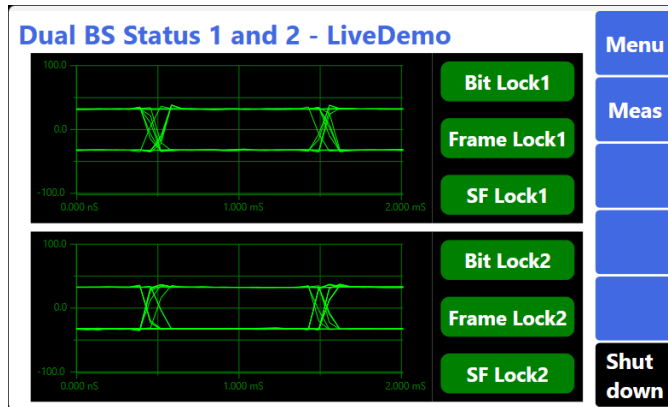 Dual BS Status 1 and 2 - LiveDemo
100.0
0.0
-100.0
0.000 nS
1.000 mS
2.000 mS
Bit Lock1
Frame Lock1
SF Lock1
100.0
0.0
-100.0
0.000 nS
1.000 mS
2.000 mS
Bit Lock2
Frame Lock2
SF Lock2
Menu
Meas
Shut
down